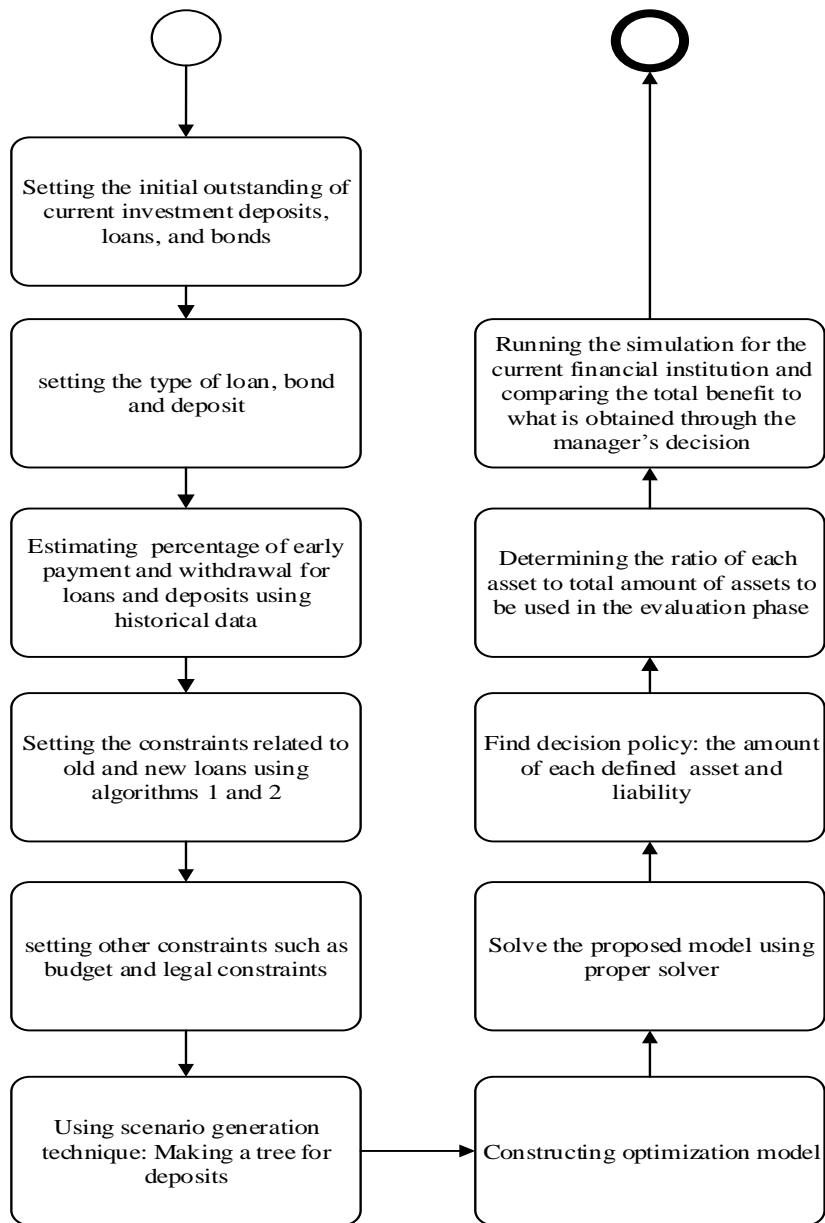 Setting the initial outstanding of
current investment deposits,
loans, and bonds
setting the type of loan, bond
and deposit
Estimating percentage of early
payment and withdrawal for
loans and deposits using
historical data
Setting the constraints related to
old and new loans using
algorithms 1 and 2
setting other constraints such as
budget and legal constraints
Using scenario generation
technique: Making a tree for
deposits
Constructing optimization model
Solve the proposed model using
proper solver
Find decision policy: the amount
of each defined asset and
liability
Determining the ratio of each
asset to total amount of assets to
be used in the evaluation phase
Running the simulation for the
current financial institution and
comparing the total benefit to
what is obtained through the
manager’s decision